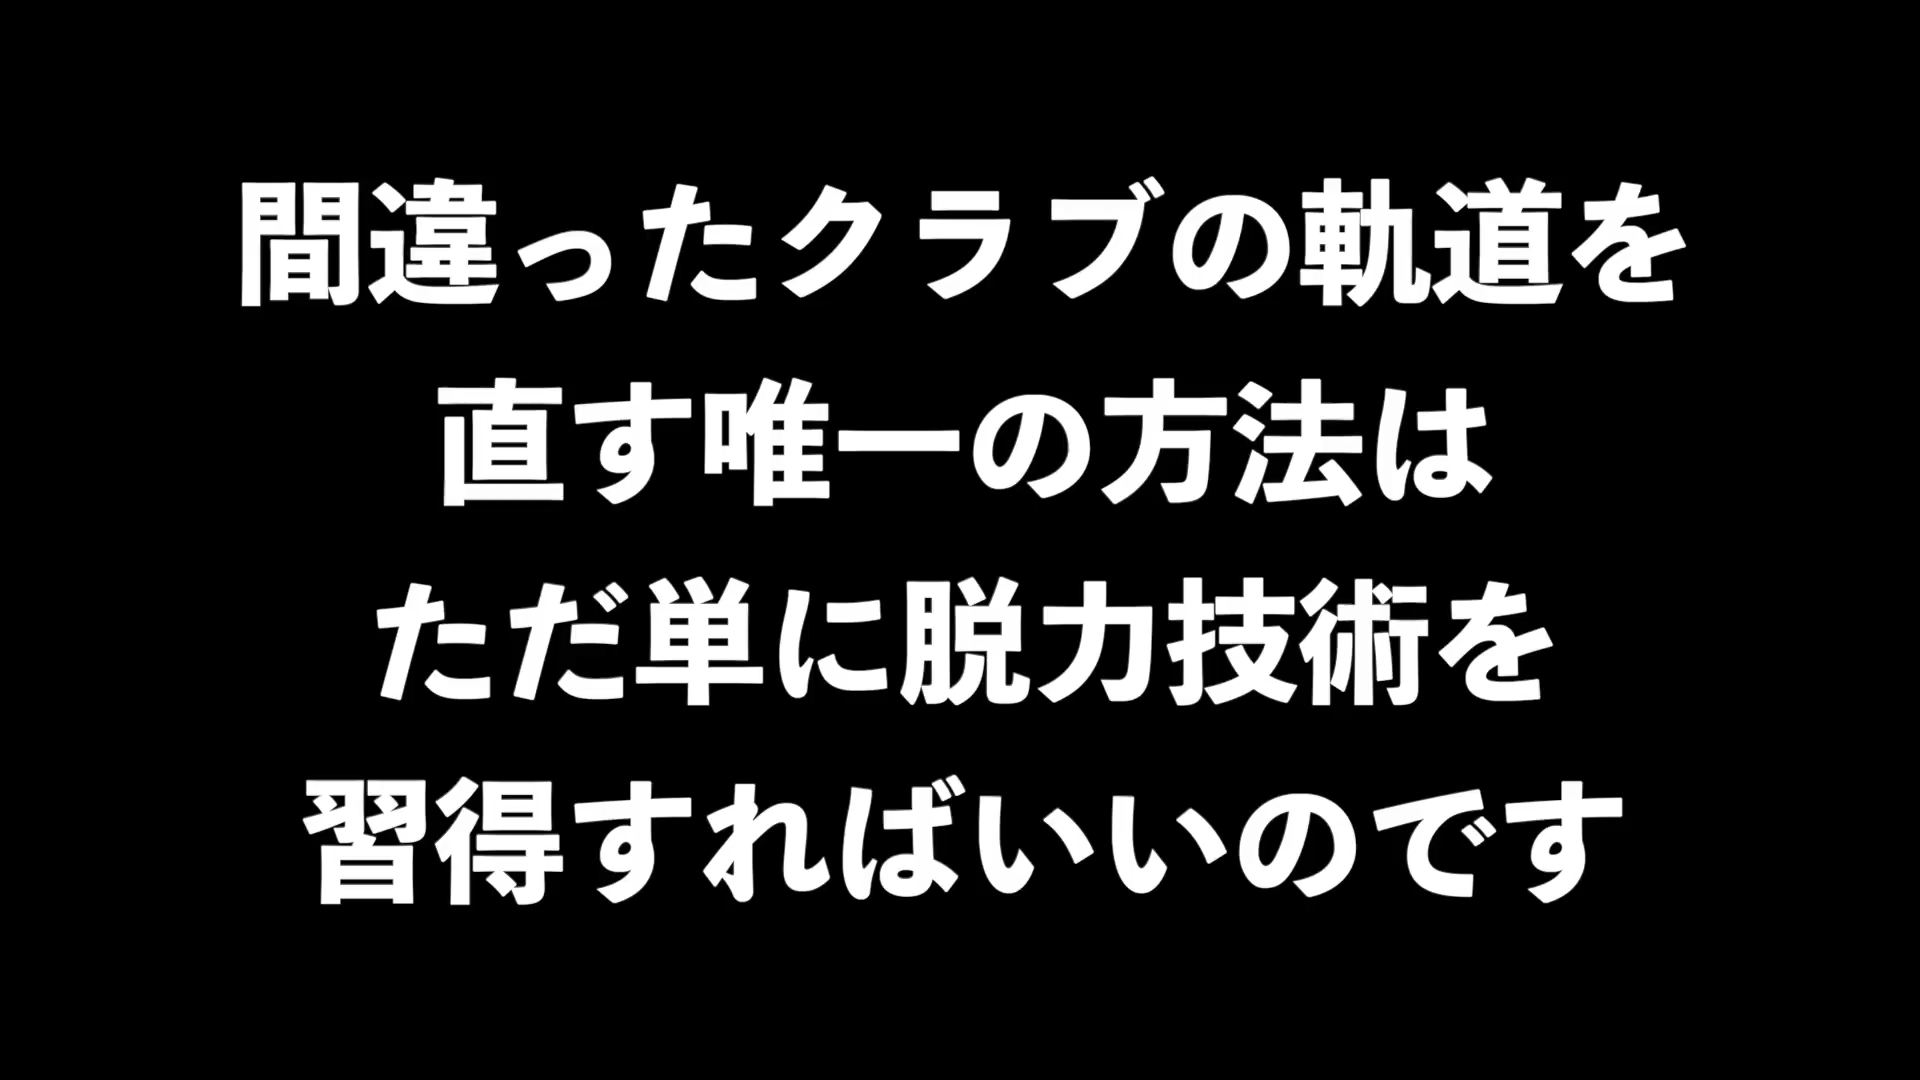 間違ったクラブの軌道を
直す唯一の方法は
ただ単に脱力技術を
習得すればいいのです